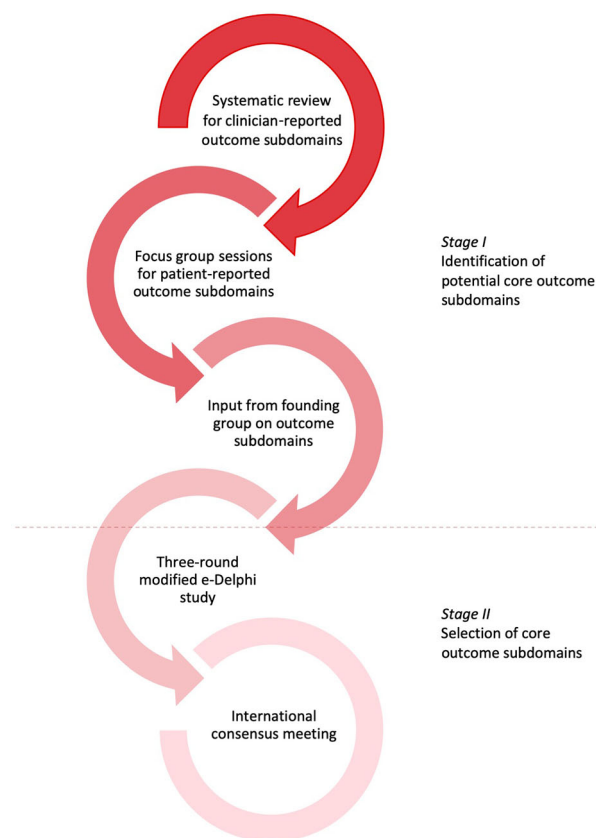 Systematic review
for clinician-reported
outcome subdomains
Focus group sessions
for patient-reported
outcome subdomains
Stage I
Identification of
potential core outcome
subdomains
Input from founding
group on outcome
subdomains
Three-round
modified e-Delphi
study
Stage II
Selection of core
outcome subdomains
International
consensus meeting